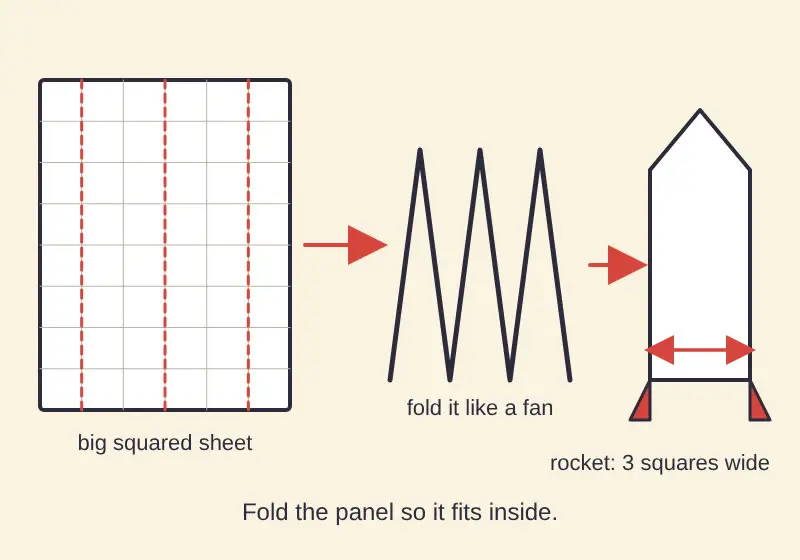 big squared sheet
fold it like a fan
rocket: 3 squares wide
Fold the panel so it fits inside.